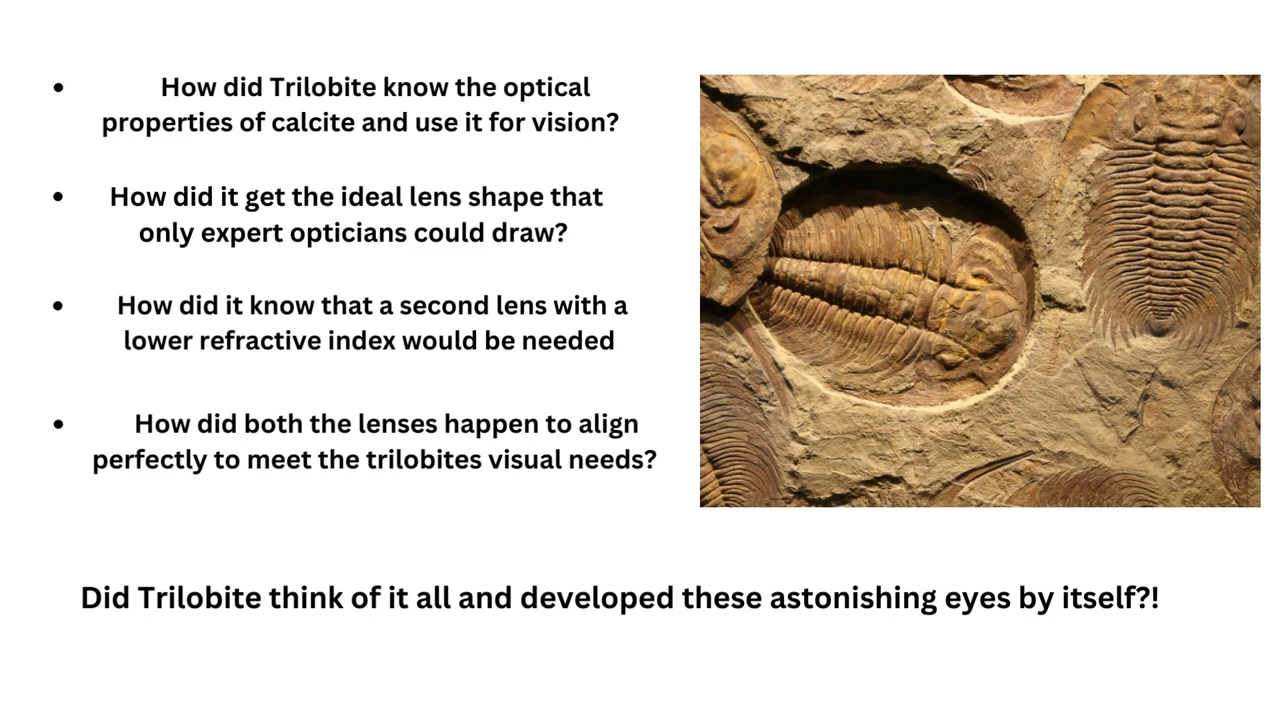 • How did Trilobite know the optical
properties of calcite and use it for vision?
• How did it get the ideal lens shape that
only expert opticians could draw?
• How did it know that a second lens with a
lower refractive index would be needed
• How did both the lenses happen to align
perfectly to meet the trilobites visual needs?
Did Trilobite think of it all and developed these astonishing eyes by itself?!